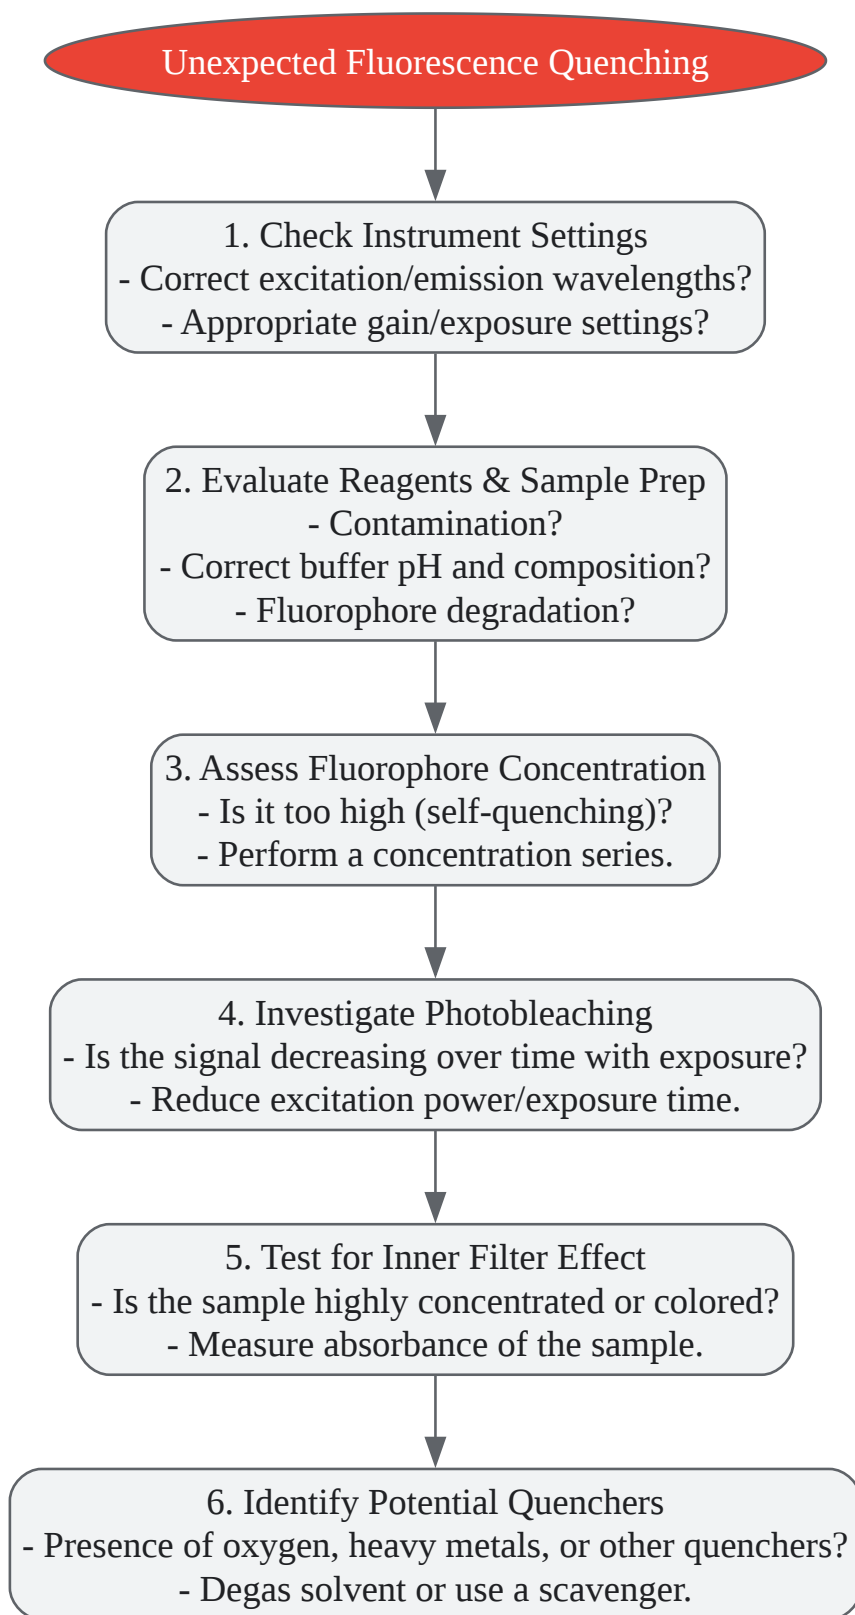 Unexpected Fluorescence Quenching
1. Check Instrument Settings
- Correct excitation/emission wavelengths?
- Appropriate gain/exposure settings?
2. Evaluate Reagents & Sample Prep
- Contamination?
- Correct buffer pH and composition?
- Fluorophore degradation?
3. Assess Fluorophore Concentration
- Is it too high (self-quenching)?
- Perform a concentration series.
4. Investigate Photobleaching
- Is the signal decreasing over time with exposure?
- Reduce excitation power/exposure time.
5. Test for Inner Filter Effect
- Is the sample highly concentrated or colored?
- Measure absorbance of the sample.
6. Identify Potential Quenchers
- Presence of oxygen, heavy metals, or other quenchers?
- Degas solvent or use a scavenger.